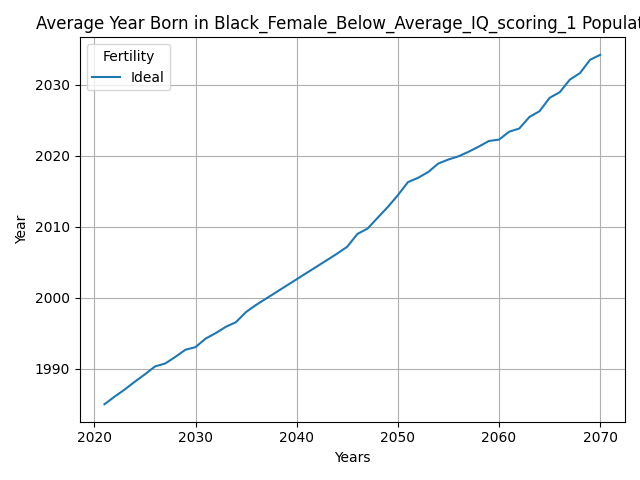 Average Year Born in Black_Female_Below_Average_IQ_scoring_1 Populat
Fertility
Ideal
Year
2030
2020
2010
2000
1990
2020 2030 2040 2050 2060 2070
Years